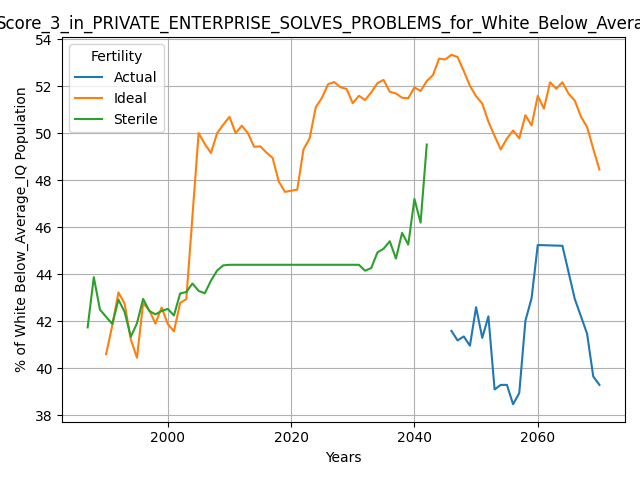 Score_3_in_PRIVATE_ENTERPRISE_SOLVES_PROBLEMS_for_White_Below_Avera
54
52
50
48
46
44
42
40
38
% of White Below_Average_IQ Population
Fertility
Actual
Ideal
Sterile
2000 2020 2040 2060
Years